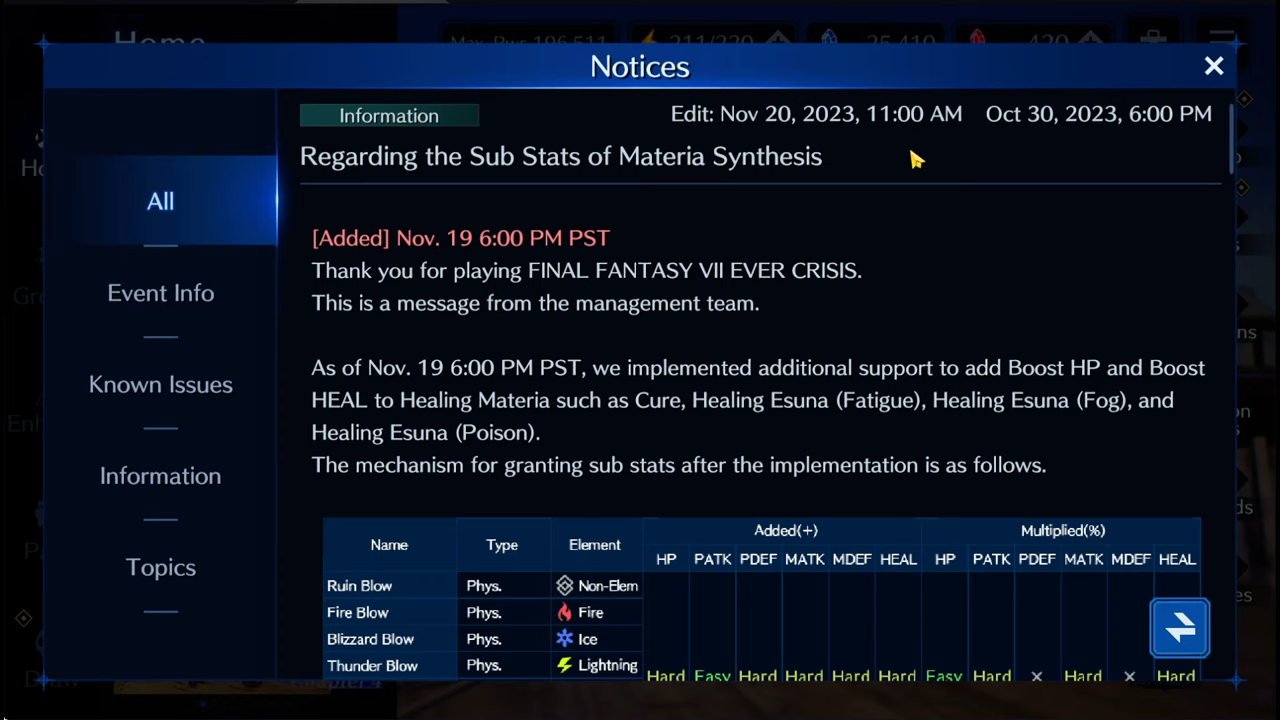 Home
Notices
Information
Edit: Nov 20, 2023, 11:00 AM Oct 30, 2023, 6:00 PM
Regarding the Sub Stats of Materia Synthesis
All
Event Info
Known Issues
Information
Topics
[Added] Nov. 19 6:00 PM PST
Thank you for playing FINAL FANTASY VII EVER CRISIS.
This is a message from the management team.
As of Nov. 19 6:00 PM PST, we implemented additional support to add Boost HP and Boost
HEAL to Healing Materia such as Cure, Healing Esuna (Fatigue), Healing Esuna (Fog), and
Healing Esuna (Poison).
The mechanism for granting sub stats after the implementation is as follows.
Name Type Element Added(+) Multiplied(%)
HP PATK PDEF MATK MDEF HEAL HP PATK PDEF MATK MDEF HEAL
Ruin Blow Phys. Non-Elem
Fire Blow Phys. Fire
Blizzard Blow Phys. Ice
Thunder Blow Phys. Lightning
Hard Easy Hard Hard Hard Hard Easy Hard × Hard × Hard